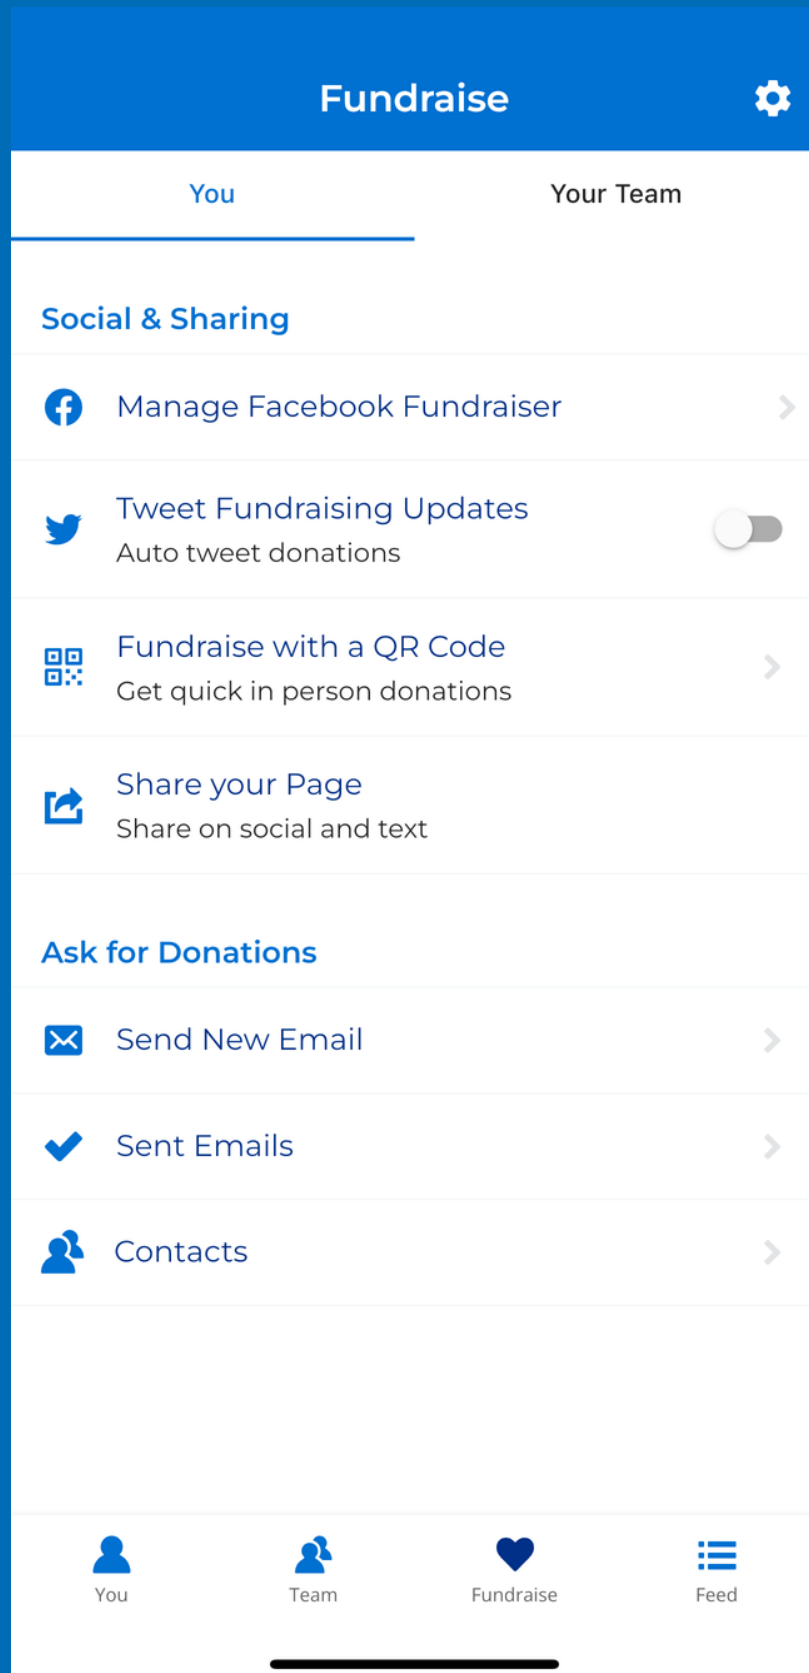 Fundraise
You
Your Team
Social & Sharing
Manage Facebook Fundraiser
Tweet Fundraising Updates
Auto tweet donations
Fundraise with a QR Code
Get quick in person donations
Share your Page
Share on social and text
Ask for Donations
Send New Email
Sent Emails
Contacts
You
Team
Fundraise
Feed